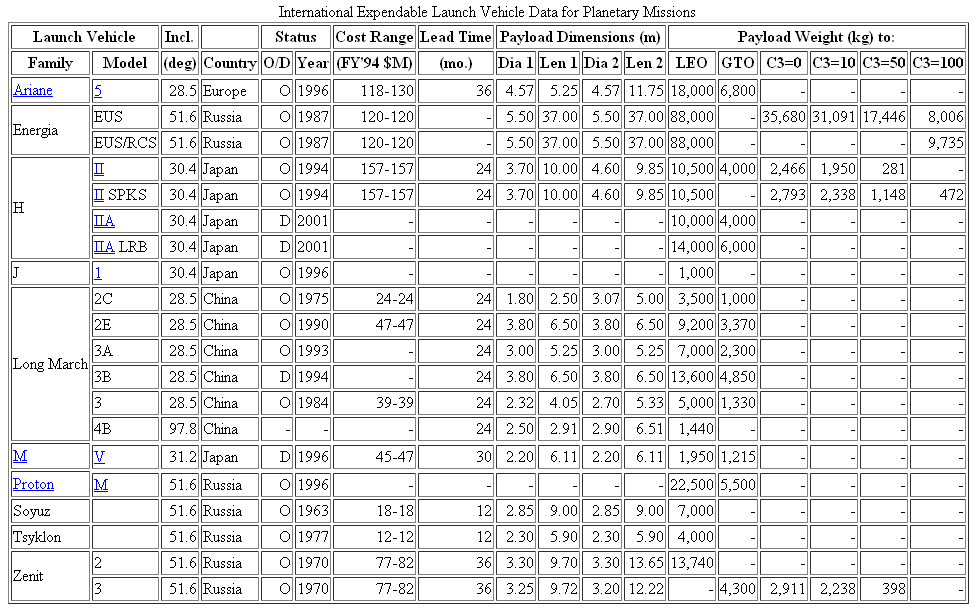 International Expendable Launch Vehicle Data for Planetary Missions
Launch Vehicle Incl. Status Cost Range Lead Time Payload Dimensions (m) Payload Weight (kg) to:
Family Model (deg) Country O/D Year (FY'94 $M) (mo.) Dia 1 Len 1 Dia 2 Len 2 LEO GTO C3=0 C3=10 C3=50 C3=100
Ariane 5 28.5 Europe O 1996 118-130 36 4.57 5.25 4.57 11.75 18,000 6,800 - - - -
Energia EUS 51.6 Russia O 1987 120-120 - 5.50 37.00 5.50 37.00 88,000 - 35,680 31,091 17,446 8,006
EUS/RCS 51.6 Russia O 1987 120-120 - 5.50 37.00 5.50 37.00 88,000 - - - - 9,735
H II 30.4 Japan O 1994 157-157 24 3.70 10.00 4.60 9.85 10,500 4,000 2,466 1,950 281 -
II SPKS 30.4 Japan O 1994 157-157 24 3.70 10.00 4.60 9.85 10,500 - 2,793 2,338 1,148 472
IIA 30.4 Japan D 2001 - - - - - - 10,000 4,000 - - - -
IIA LRB 30.4 Japan D 2001 - - - - - - 14,000 6,000 - - - -
J 1 30.4 Japan O 1996 - - - - - - 1,000 - - - - -
Long March 2C 28.5 China O 1975 24-24 24 1.80 2.50 3.07 5.00 3,500 1,000 - - - -
2E 28.5 China O 1990 47-47 24 3.80 6.50 3.80 6.50 9,200 3,370 - - - -
3A 28.5 China O 1993 - 24 3.00 5.25 3.00 5.25 7,000 2,300 - - - -
3B 28.5 China D 1994 - 24 3.80 6.50 3.80 6.50 13,600 4,850 - - - -
3 28.5 China O 1984 39-39 24 2.32 4.05 2.70 5.33 5,000 1,330 - - - -
4B 97.8 China - - - 24 2.50 2.91 2.90 6.51 1,440 - - - - -
M V 31.2 Japan D 1996 45-47 30 2.20 6.11 2.20 6.11 1,950 1,215 - - - -
Proton M 51.6 Russia O 1996 - - - - - - 22,500 5,500 - - - -
Soyuz 51.6 Russia O 1963 18-18 12 2.85 9.00 2.85 9.00 7,000 - - - - -
Tsyklon 51.6 Russia O 1977 12-12 12 2.30 5.90 2.30 5.90 4,000 - - - - -
Zenit 2 51.6 Russia O 1970 77-82 36 3.30 9.70 3.30 13.65 13,740 - - - - -
3 51.6 Russia O 1970 77-82 36 3.25 9.72 3.20 12.22 - 4,300 2,911 2,238 398 -